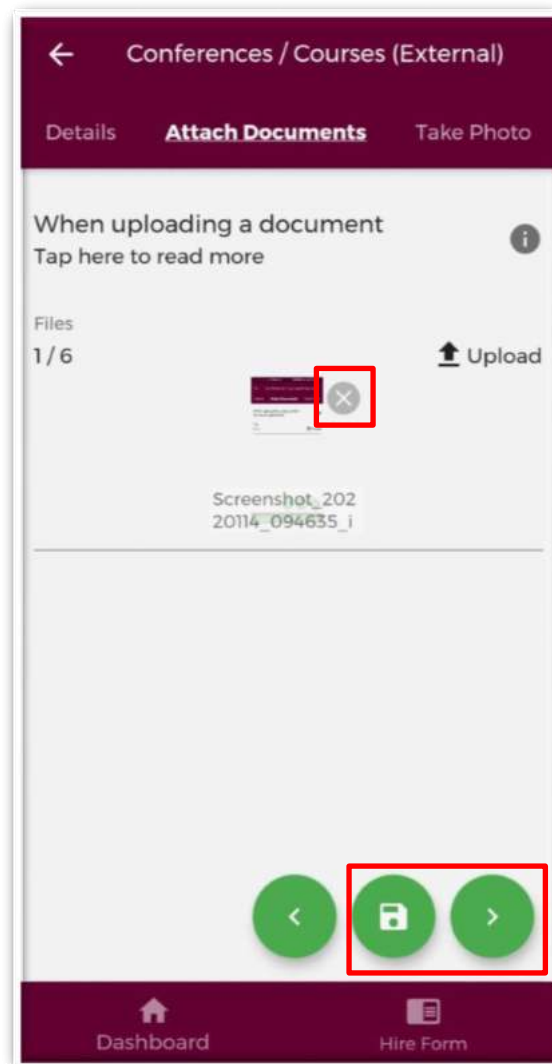 Conferences / Courses (External)
Details Attach Documents Take Photo
When uploading a document
Tap here to read more
Files
1 / 6 Upload
Screenshot_202
20114_094635_i
Dashboard Hire Form